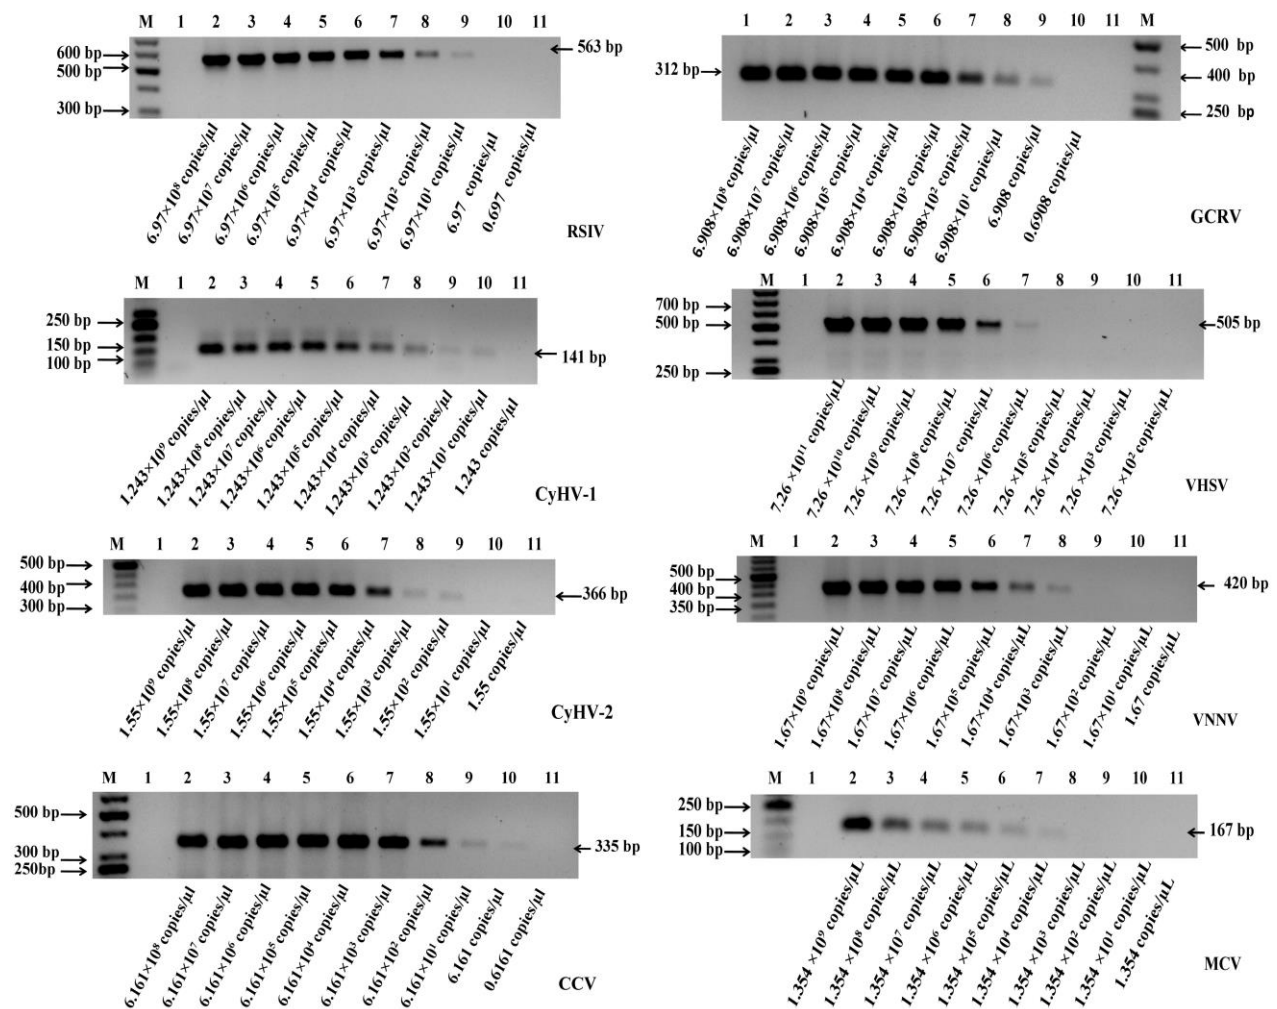 M 1 2 3 4 5 6 7 8 9 10 11
600 bp
500 bp
300 bp
563 bp
6.97×10⁸ copies/µl
6.97×10⁷ copies/µl
6.97×10⁶ copies/µl
6.97×10⁵ copies/µl
6.97×10⁴ copies/µl
6.97×10³ copies/µl
6.97×10² copies/µl
6.97×10¹ copies/µl
6.97 copies/µl
0.697 copies/µl
RSIV
1 2 3 4 5 6 7 8 9 10 11 M
312 bp
500 bp
400 bp
250 bp
6.908×10⁸ copies/µl
6.908×10⁷ copies/µl
6.908×10⁶ copies/µl
6.908×10⁵ copies/µl
6.908×10⁴ copies/µl
6.908×10³ copies/µl
6.908×10² copies/µl
6.908×10¹ copies/µl
6.908 copies/µl
0.6908 copies/µl
GCRV
M 1 2 3 4 5 6 7 8 9 10 11
250 bp
150 bp
100 bp
141 bp
1.243×10⁹ copies/µl
1.243×10⁸ copies/µl
1.243×10⁷ copies/µl
1.243×10⁶ copies/µl
1.243×10⁵ copies/µl
1.243×10⁴ copies/µl
1.243×10³ copies/µl
1.243×10² copies/µl
1.243×10¹ copies/µl
1.243 copies/µl
CyHV-1
M 1 2 3 4 5 6 7 8 9 10 11
700 bp
500 bp
250 bp
505 bp
7.26 ×10¹¹ copies/µL
7.26 ×10¹⁰ copies/µL
7.26 ×10⁹ copies/µL
7.26 ×10⁸ copies/µL
7.26 ×10⁷ copies/µL
7.26 ×10⁶ copies/µL
7.26 ×10⁵ copies/µL
7.26 ×10⁴ copies/µL
7.26 ×10³ copies/µL
7.26 ×10² copies/µL
VHSV
M 1 2 3 4 5 6 7 8 9 10 11
500 bp
400 bp
300 bp
366 bp
1.55×10⁹ copies/µl
1.55×10⁸ copies/µl
1.55×10⁷ copies/µl
1.55×10⁶ copies/µl
1.55×10⁵ copies/µl
1.55×10⁴ copies/µl
1.55×10³ copies/µl
1.55×10² copies/µl
1.55×10¹ copies/µl
1.55 copies/µl
CyHV-2
M 1 2 3 4 5 6 7 8 9 10 11
500 bp
400 bp
350 bp
420 bp
1.67×10⁹ copies/µL
1.67×10⁸ copies/µL
1.67×10⁷ copies/µL
1.67×10⁶ copies/µL
1.67×10⁵ copies/µL
1.67×10⁴ copies/µL
1.67×10³ copies/µL
1.67×10² copies/µL
1.67×10¹ copies/µL
1.67 copies/µL
VNNV
M 1 2 3 4 5 6 7 8 9 10 11
500 bp
300 bp
250bp
335 bp
6.161×10⁸ copies/µl
6.161×10⁷ copies/µl
6.161×10⁶ copies/µl
6.161×10⁵ copies/µl
6.161×10⁴ copies/µl
6.161×10³ copies/µl
6.161×10² copies/µl
6.161×10¹ copies/µl
6.161 copies/µl
0.6161 copies/µl
CCV
M 1 2 3 4 5 6 7 8 9 10 11
250 bp
150 bp
100 bp
167 bp
1.354 ×10⁹ copies/µL
1.354 ×10⁸ copies/µL
1.354 ×10⁷ copies/µL
1.354 ×10⁶ copies/µL
1.354 ×10⁵ copies/µL
1.354 ×10⁴ copies/µL
1.354 ×10³ copies/µL
1.354 ×10² copies/µL
1.354 ×10¹ copies/µL
1.354 copies/µL
MCV